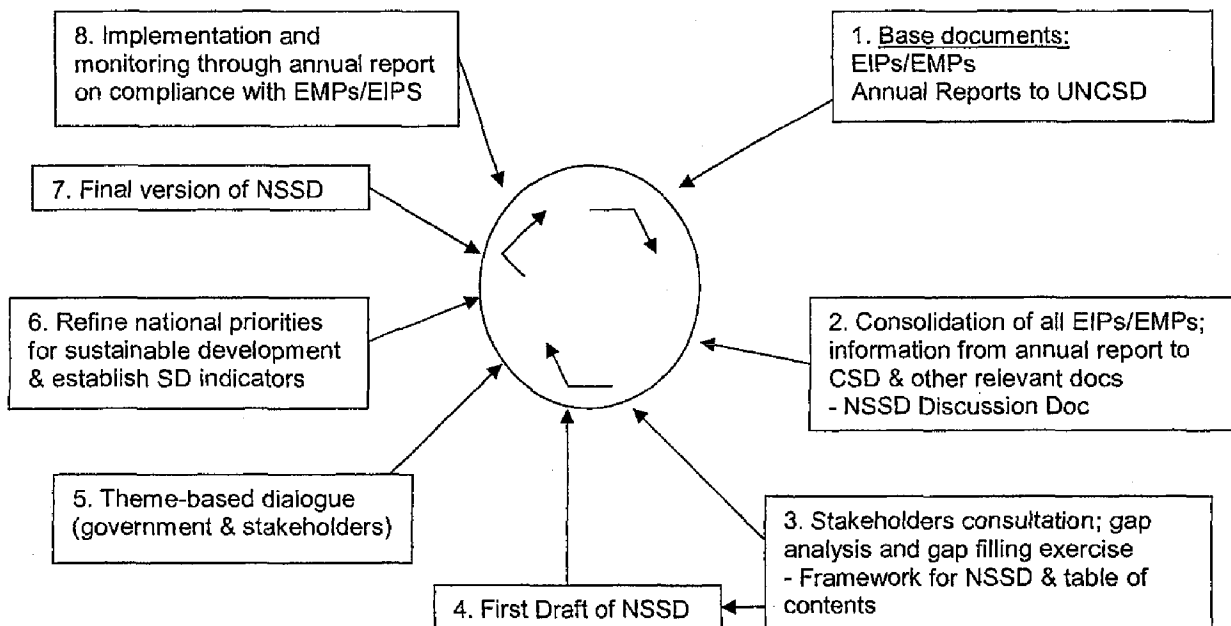 1. Base documents:
EIPs/EMPs
Annual Reports to UNCSD
2. Consolidation of all EIPs/EMPs;
information from annual report to
CSD & other relevant docs
- NSSD Discussion Doc
3. Stakeholders consultation; gap
analysis and gap filling exercise
- Framework for NSSD & table of
contents
4. First Draft of NSSD
5. Theme-based dialogue
(government & stakeholders)
6. Refine national priorities
for sustainable development
& establish SD indicators
7. Final version of NSSD
8. Implementation and
monitoring through annual report
on compliance with EMPs/EIPS